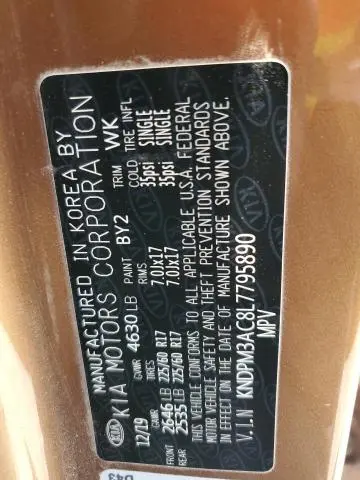 MANUFACTURED IN KOREA BY
KIA KIA MOTORS CORPORATION
12/19 GVWR 4630 LB PAINT BY2 TRIM WK
GAWR TIRES RIMS COLD TIRE INFL
FRONT 2646 LB 225/60 R17 7.0Jx17 35psi SINGLE
REAR 2535 LB 225/60 R17 7.0Jx17 35psi SINGLE
THIS VEHICLE CONFORMS TO ALL APPLICABLE U.S.A. FEDERAL
MOTOR VEHICLE SAFETY AND THEFT PREVENTION STANDARDS
IN EFFECT ON THE DATE OF MANUFACTURE SHOWN ABOVE.
V.I.N KNDPM3AC8L7795890
MPV
D43